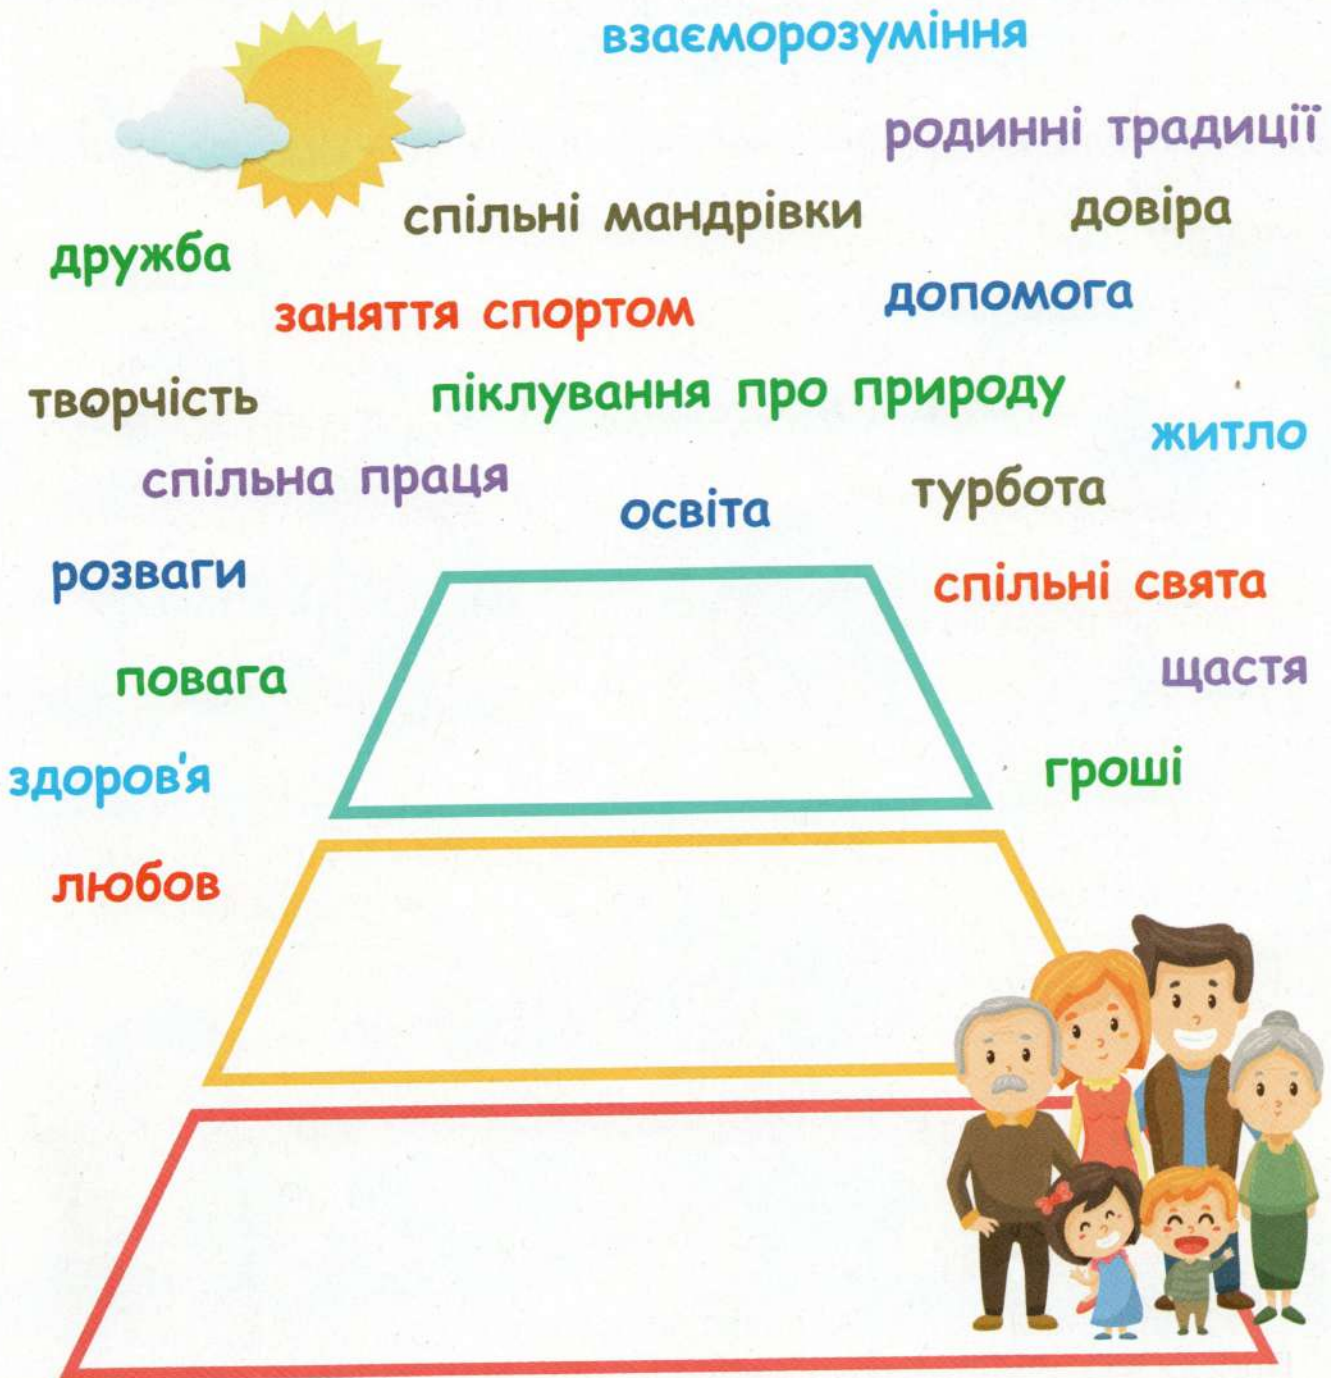 взаєморозуміння
родинні традиції
спільні мандрівки
довіра
дружба
заняття спортом
допомога
творчість
піклування про природу
житло
спільна праця
освіта
турбота
розваги
спільні свята
повага
щастя
здоров'я
гроші
любов